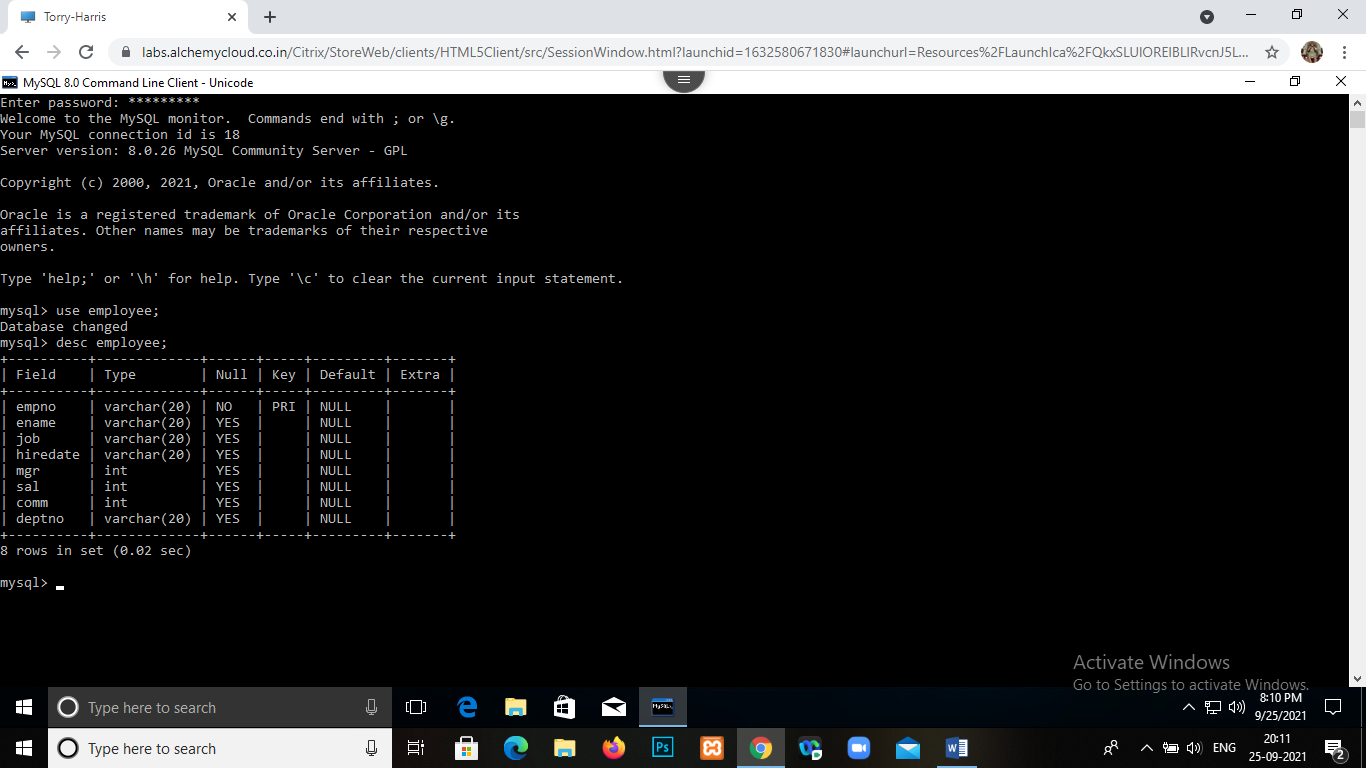 Torry-Harris
labs.alchemycloud.co.in/Citrix/StoreWeb/clients/HTML5Client/src/SessionWindow.html?launchid=1632580671830#launchurl=Resources%2FLaunchIca%2FQkxSLUlORElBLlRvcnJ5L...
MySQL 8.0 Command Line Client - Unicode
Enter password: *********
Welcome to the MySQL monitor.  Commands end with ; or \g.
Your MySQL connection id is 18
Server version: 8.0.26 MySQL Community Server - GPL
Copyright (c) 2000, 2021, Oracle and/or its affiliates.
Oracle is a registered trademark of Oracle Corporation and/or its
affiliates. Other names may be trademarks of their respective
owners.
Type 'help;' or '\h' for help. Type '\c' to clear the current input statement.
mysql> use employee;
Database changed
mysql> desc employee;
+----------+-------------+------+-----+---------+-------+
| Field    | Type        | Null | Key | Default | Extra |
+----------+-------------+------+-----+---------+-------+
| empno    | varchar(20) | NO   | PRI | NULL    |       |
| ename    | varchar(20) | YES  |     | NULL    |       |
| job      | varchar(20) | YES  |     | NULL    |       |
| hiredate | varchar(20) | YES  |     | NULL    |       |
| mgr      | int         | YES  |     | NULL    |       |
| sal      | int         | YES  |     | NULL    |       |
| comm     | int         | YES  |     | NULL    |       |
| deptno   | varchar(20) | YES  |     | NULL    |       |
+----------+-------------+------+-----+---------+-------+
8 rows in set (0.02 sec)
mysql>
Activate Windows
Go to Settings to activate Windows.
Type here to search
MySQL
8:10 PM
9/25/2021
Type here to search
Ps
ENG
20:11
25-09-2021
2